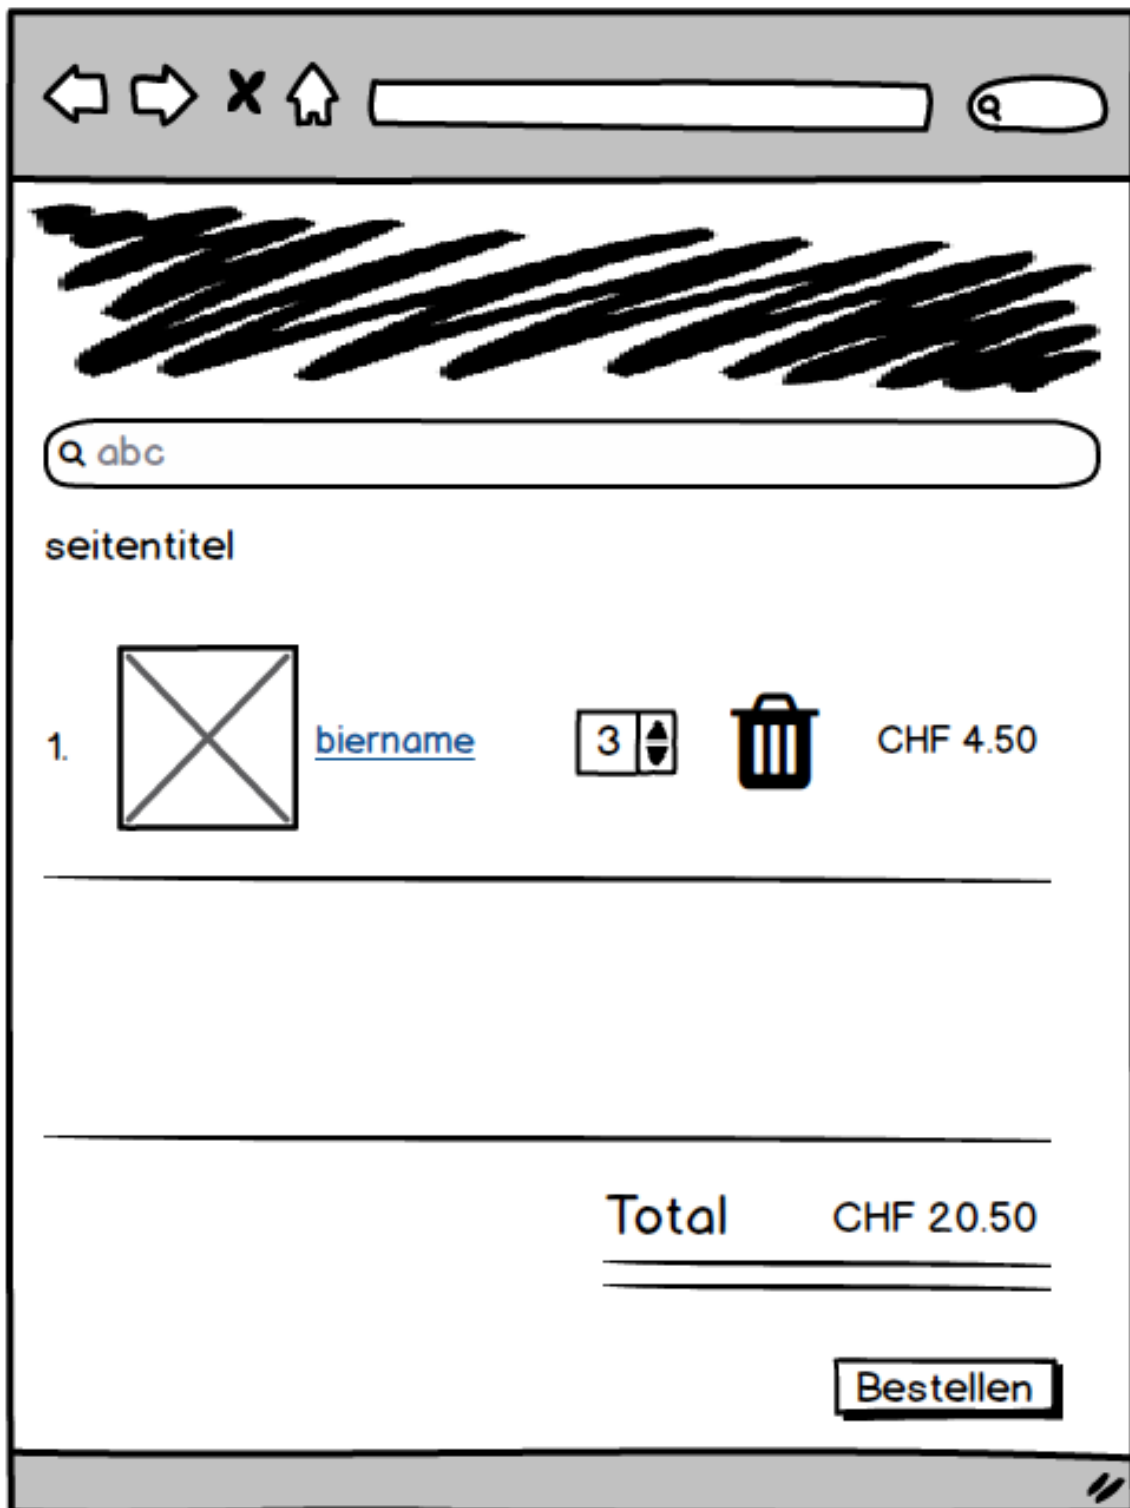 abc
seitentitel
1. biername 3 CHF 4.50
Total CHF 20.50
Bestellen